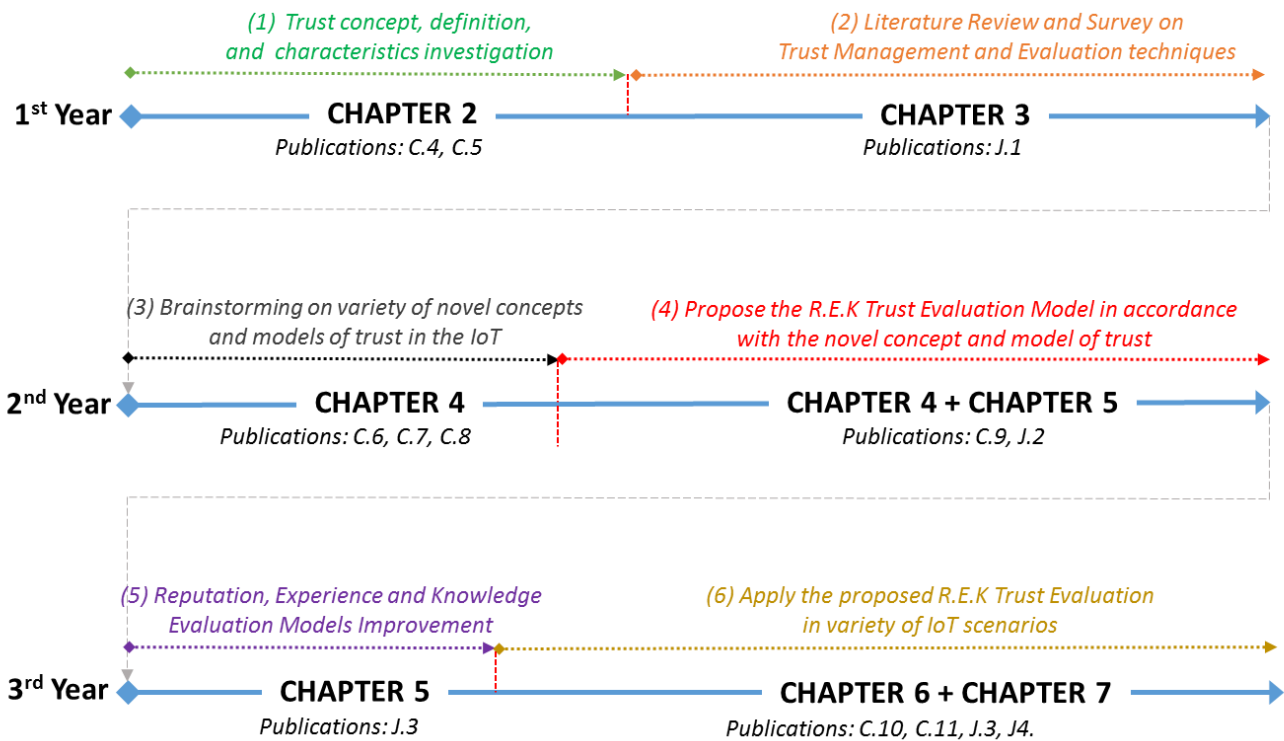 (1) Trust concept, definition,
and characteristics investigation
(2) Literature Review and Survey on
Trust Management and Evaluation techniques
1st Year
CHAPTER 2
CHAPTER 3
Publications: C.4, C.5
Publications: J.1
(3) Brainstorming on variety of novel concepts
and models of trust in the IoT
(4) Propose the R.E.K Trust Evaluation Model in accordance
with the novel concept and model of trust
2nd Year
CHAPTER 4
CHAPTER 4 + CHAPTER 5
Publications: C.6, C.7, C.8
Publications: C.9, J.2
(5) Reputation, Experience and Knowledge
Evaluation Models Improvement
(6) Apply the proposed R.E.K Trust Evaluation
in variety of IoT scenarios
3rd Year
CHAPTER 5
CHAPTER 6 + CHAPTER 7
Publications: J.3
Publications: C.10, C.11, J.3, J4.